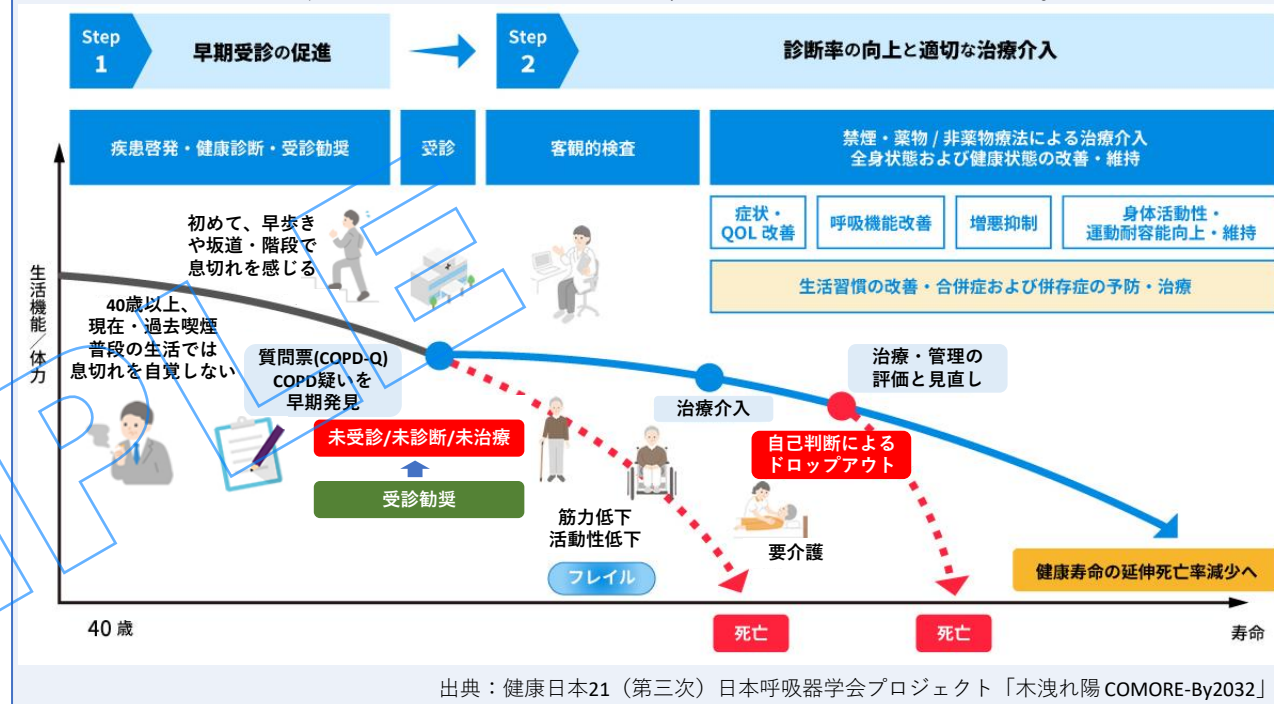 Step
1
早期受診の促進
Step
2
診断率の向上と適切な治療介入
疾患啓発・健康診断・受診勧奨
受診
客観的検査
禁煙・薬物 / 非薬物療法による治療介入
全身状態および健康状態の改善・維持
症状・
QOL 改善
呼吸機能改善
増悪抑制
身体活動性・
運動耐容能向上・維持
生活習慣の改善・合併症および併存症の予防・治療
生活機能／体力
初めて、早歩き
や坂道・階段で
息切れを感じる
40歳以上、
現在・過去喫煙
普段の生活では
息切れを自覚しない
質問票(COPD-Q)
COPD疑いを
早期発見
未受診/未診断/未治療
受診勧奨
筋力低下
活動性低下
フレイル
治療介入
治療・管理の
評価と見直し
自己判断による
ドロップアウト
要介護
健康寿命の延伸死亡率減少へ
40 歳
死亡
死亡
寿命
出典：健康日本21（第三次）日本呼吸器学会プロジェクト「木洩れ陽 COMORE-By2032」